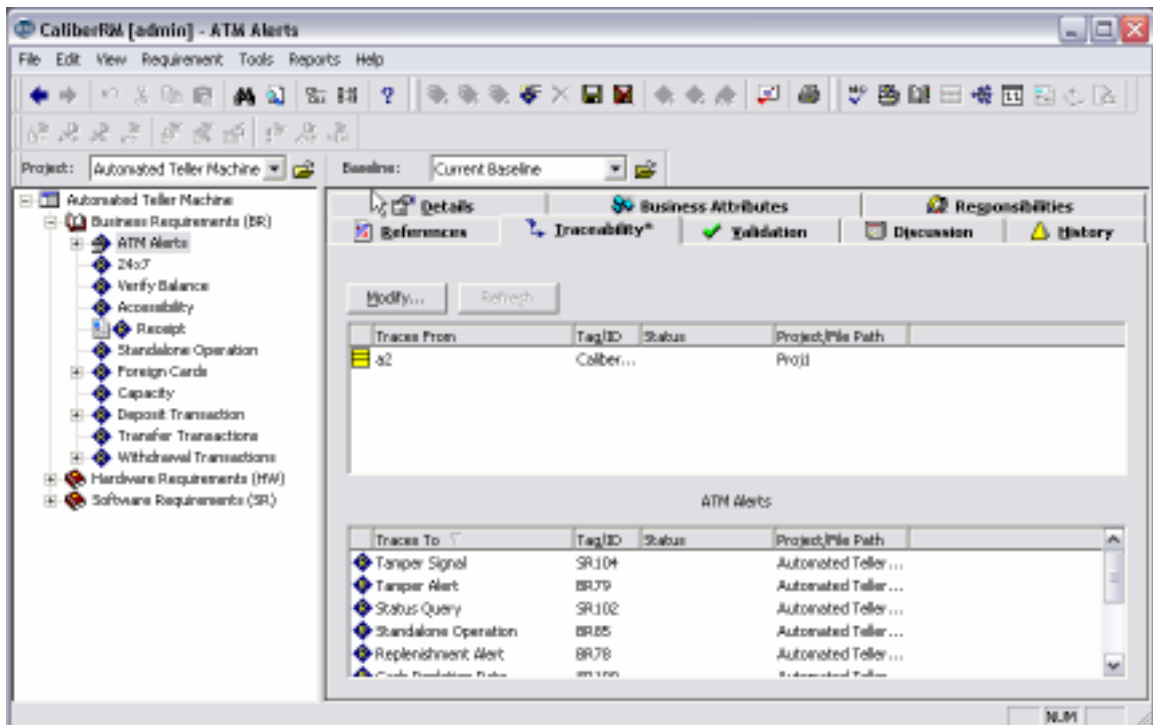 CaliberRM [admin] - ATM Alerts
File Edit View Requirement Tools Reports Help
Project: Automated Teller Machine Baseline: Current Baseline
Automated Teller Machine
Business Requirements (BR)
ATM Alerts
24x7
Verify Balance
Accessibility
Receipt
Standalone Operation
Foreign Cards
Capacity
Deposit Transaction
Transfer Transactions
Withdrawal Transactions
Hardware Requirements (HW)
Software Requirements (SR)
Details Business Attributes Responsibilities
References Traceability* Validation Discussion History
Modify... Refresh
Traces From Tag/ID Status Project/File Path
a2 Caliber... Proj1
ATM Alerts
Traces To Tag/ID Status Project/File Path
Tamper Signal SR104 Automated Teller ...
Tamper Alert BR79 Automated Teller ...
Status Query SR102 Automated Teller ...
Standalone Operation BR85 Automated Teller ...
Replenishment Alert BR78 Automated Teller ...
NUM